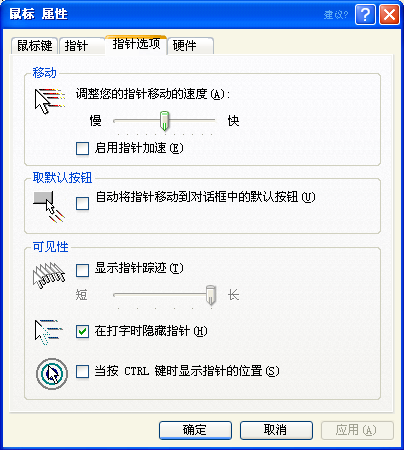 鼠标 属性
建议?
鼠标键 指针 指针选项 硬件
移动
调整您的指针移动的速度(A):
慢 快
启用指针加速(E)
取默认按钮
自动将指针移动到对话框中的默认按钮(U)
可见性
显示指针踪迹(T)
短 长
在打字时隐藏指针(H)
当按 CTRL 键时显示指针的位置(S)
确定 取消 应用(A)